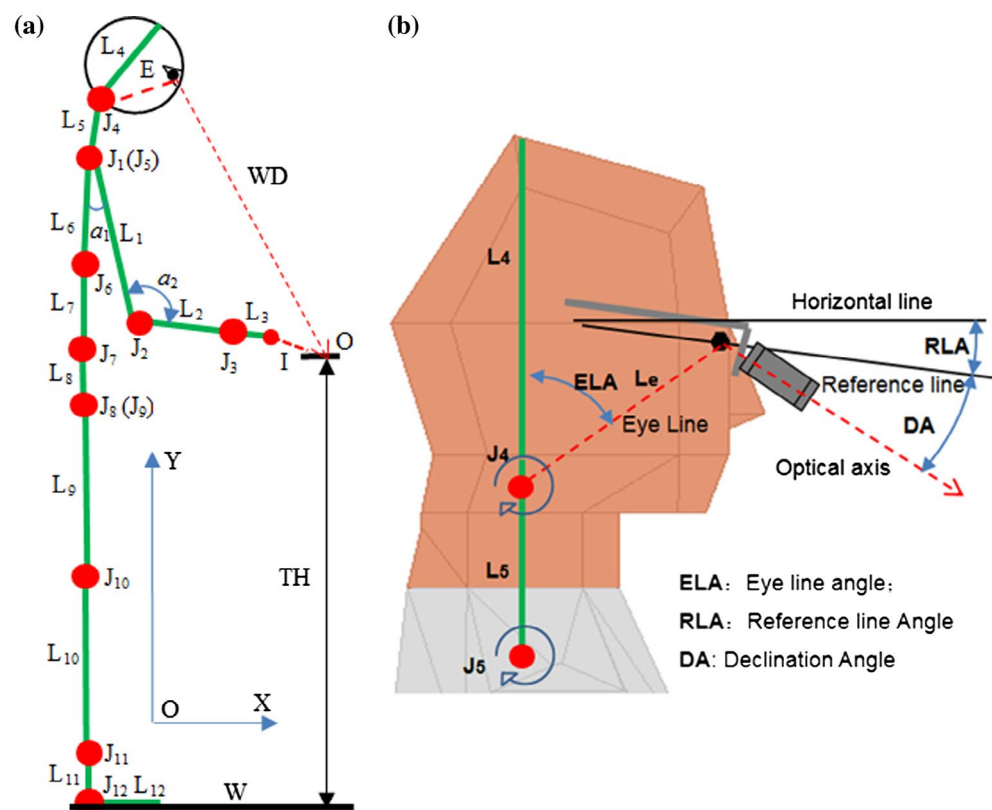 (a)
(b)
L4
E
L5
J4
WD
J1 (J5)
L6
a1
L1
J6
a2
L7
L2
L3
O
J2
J3
I
J7
L8
J8 (J9)
L9
Y
J10
TH
L10
O
X
J11
L11
J12
L12
W
L4
Horizontal line
RLA
ELA
Le
Reference line
Eye Line
DA
J4
Optical axis
L5
J5
ELA: Eye line angle;
RLA: Reference line Angle
DA: Declination Angle